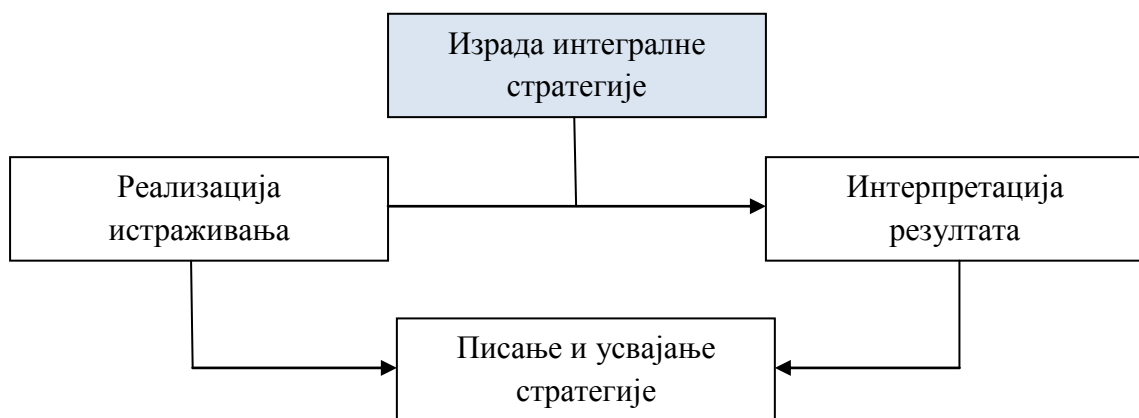 Израда интегралне
стратегије
Реализација
истраживања
Интерпретација
резултата
Писање и усвајање
стратегије